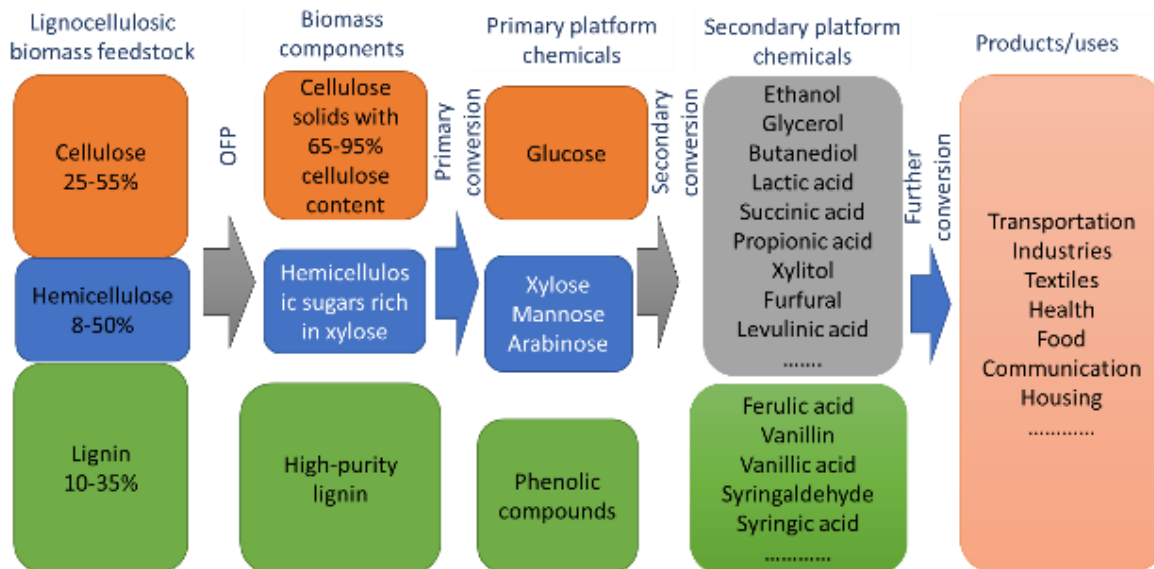 Lignocellulosic
biomass feedstock
Cellulose
25-55%
Hemicellulose
8-50%
Lignin
10-35%
OFP
Biomass
components
Cellulose
solids with
65-95%
cellulose
content
Hemicellulos
ic sugars rich
in xylose
High-purity
lignin
Primary
conversion
Primary platform
chemicals
Glucose
Xylose
Mannose
Arabinose
Phenolic
compounds
Secondary
conversion
Secondary platform
chemicals
Ethanol
Glycerol
Butanediol
Lactic acid
Succinic acid
Propionic acid
Xylitol
Furfural
Levulinic acid
.......
Ferulic acid
Vanillin
Vanillic acid
Syringaldehyde
Syringic acid
............
Further
conversion
Products/uses
Transportation
Industries
Textiles
Health
Food
Communication
Housing
............